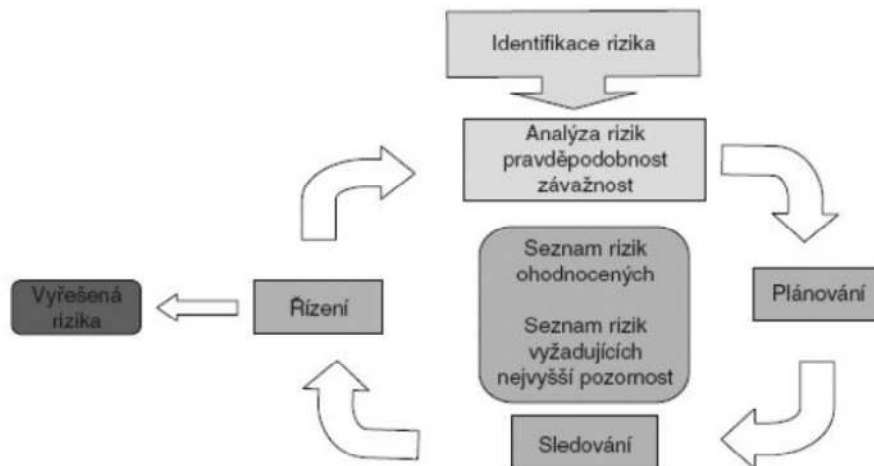 Identifikace rizika
Analýza rizik
pravděpodobnost
závažnost
Seznam rizik
ohodnocených
Seznam rizik
vyžadujících
nejvyšší pozornost
Plánování
Sledování
Řízení
Vyřešená
rizika